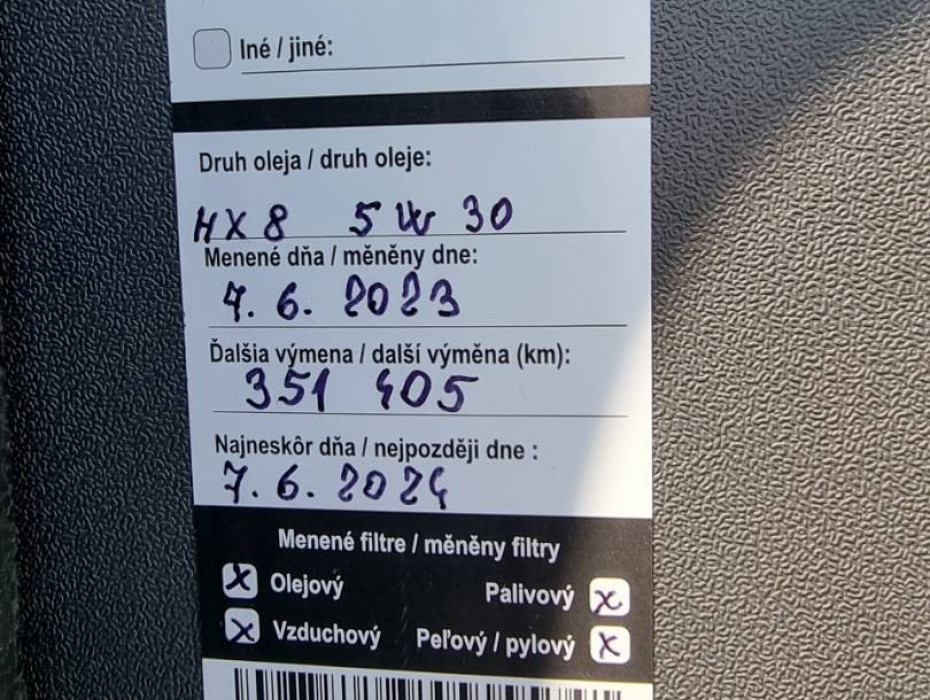 Iné / jiné:
Druh oleja / druh oleje:
HX8 5W30
Menené dňa / měněny dne:
7. 6. 2023
Ďalšia výmena / další výměna (km):
351 405
Najneskôr dňa / nejpozději dne :
7. 6. 2024
Menené filtre / měněny filtry
x Olejový Palivový x
x Vzduchový Peľový / pylový x